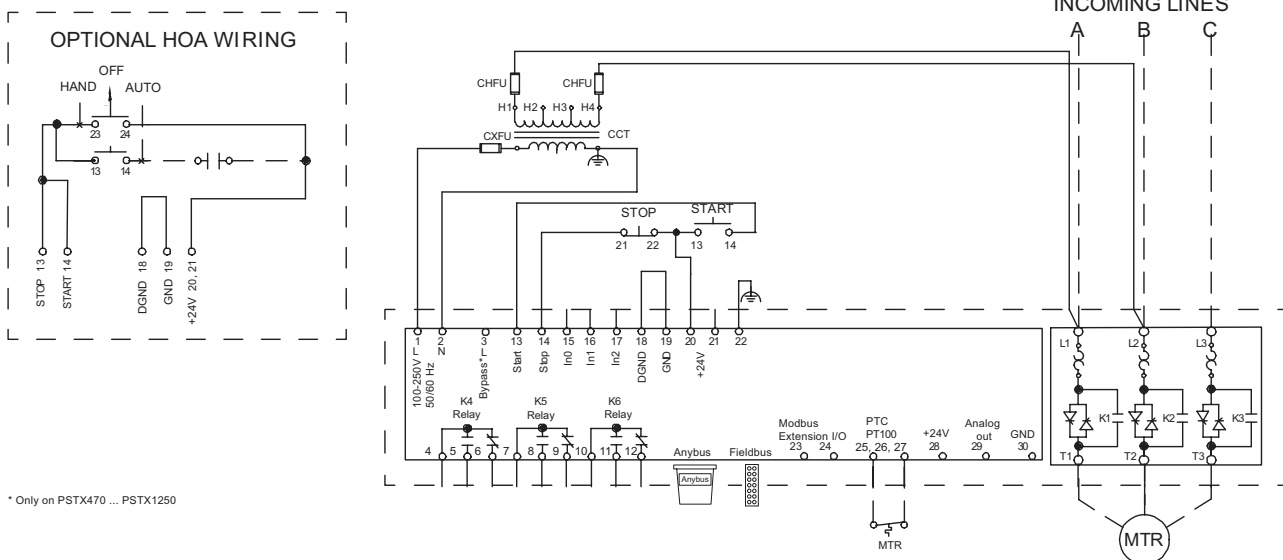 INCOMING LINES
A B C
OPTIONAL HOA WIRING
OFF
HAND AUTO
23 24
13 14
STOP 13
START 14
DGND 18
GND 19
+24V 20, 21
CHFU CHFU
H1 H2 H3 H4
CXFU CCT
STOP START
21 22 13 14
1 2 3 13 14 15 16 17 18 19 20 21 22
L N
100-250V
50/60 Hz
Bypass* L
Start
Stop
In0
In1
In2
DGND
GND
+24V
K4
Relay
K5
Relay
K6
Relay
4 5 6 7 8 9 10 11 12
Anybus Fieldbus
Anybus
Modbus
Extension I/O
23 24
PTC
PT100
25, 26, 27
+24V
28
Analog
out
29
GND
30
MTR
L1 L2 L3
K1 K2 K3
T1 T2 T3
MTR
* Only on PSTX470 ... PSTX1250